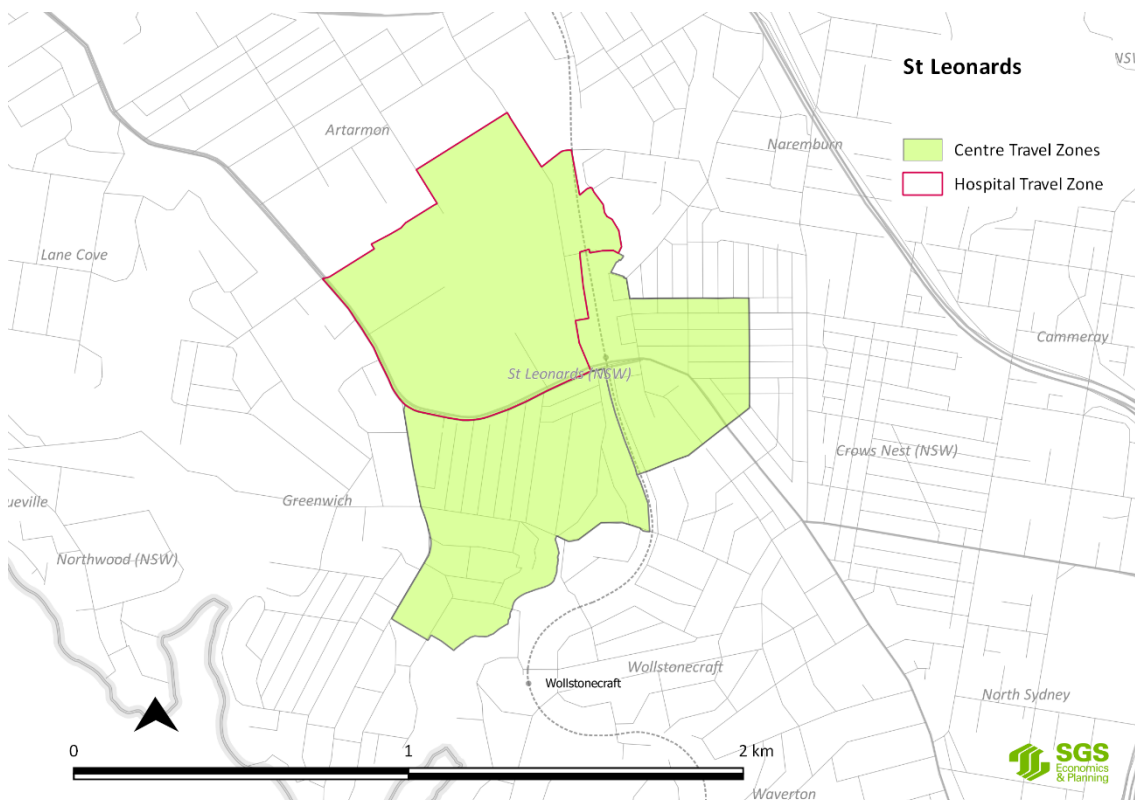 St Leonards
Centre Travel Zones
Hospital Travel Zone
Artarmon
Naremburn
Lane Cove
Cammeray
St Leonards (NSW)
Crows Nest (NSW)
Greenwich
ueville
Northwood (NSW)
Wollstonecraft
Wollstonecraft
North Sydney
Waverton
0
1
2 km
SGS
Economics
& Planning